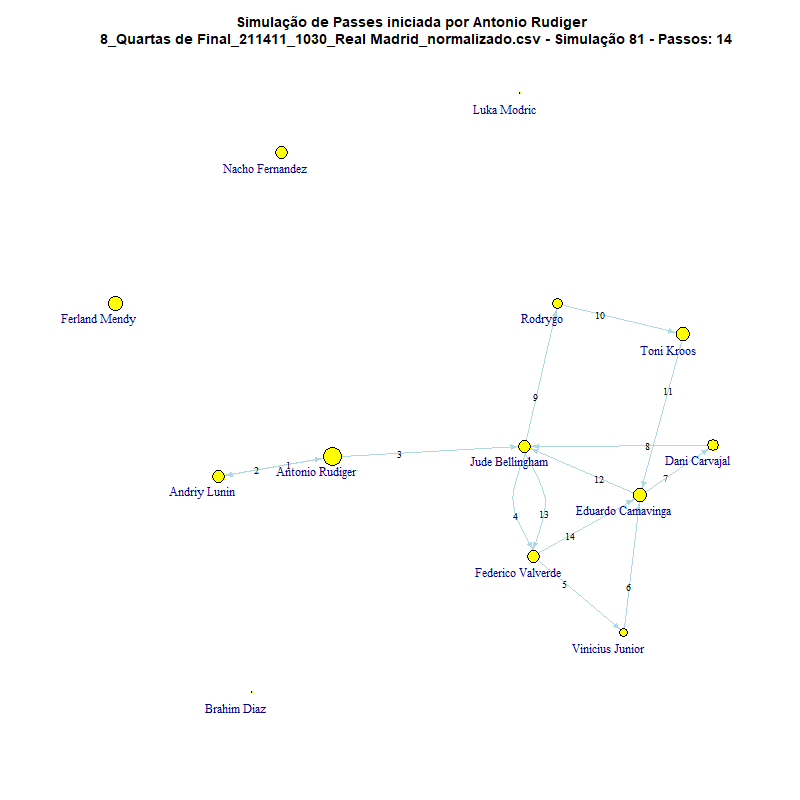 Simulação de Passes iniciada por Antonio Rudiger
8_Quartas de Final_211411_1030_Real Madrid_normalizado.csv - Simulação 81 - Passos: 14
Luka Modric
Nacho Fernandez
Ferland Mendy
Rodrygo
10
Toni Kroos
11
9
8
3
Jude Bellingham
Dani Carvajal
1
2
Antonio Rudiger
12
7
Andriy Lunin
Eduardo Camavinga
4
13
14
Federico Valverde
5
6
Vinicius Junior
Brahim Diaz